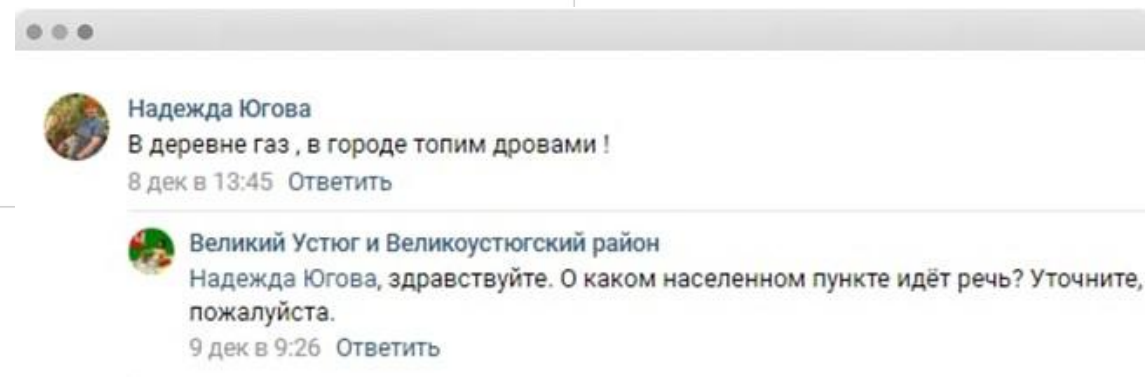 Надежда Югова
В деревне газ , в городе топим дровами !
8 дек в 13:45 Ответить
Великий Устюг и Великоустюгский район
Надежда Югова, здравствуйте. О каком населенном пункте идёт речь? Уточните,
пожалуйста.
9 дек в 9:26 Ответить